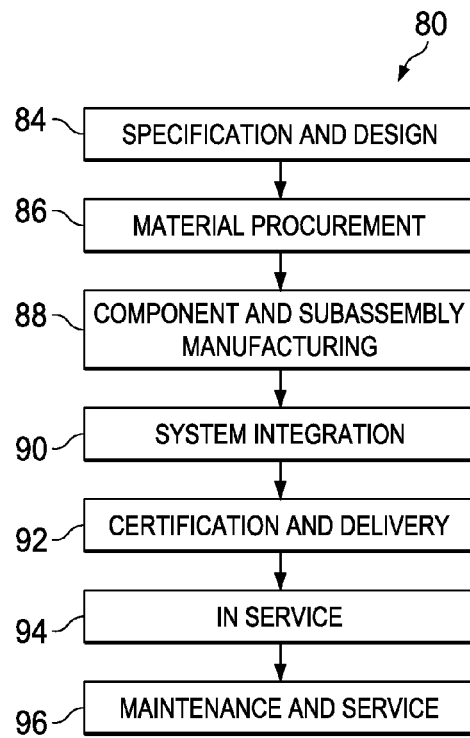 80
84
SPECIFICATION AND DESIGN
86
MATERIAL PROCUREMENT
88
COMPONENT AND SUBASSEMBLY
MANUFACTURING
90
SYSTEM INTEGRATION
92
CERTIFICATION AND DELIVERY
94
IN SERVICE
96
MAINTENANCE AND SERVICE